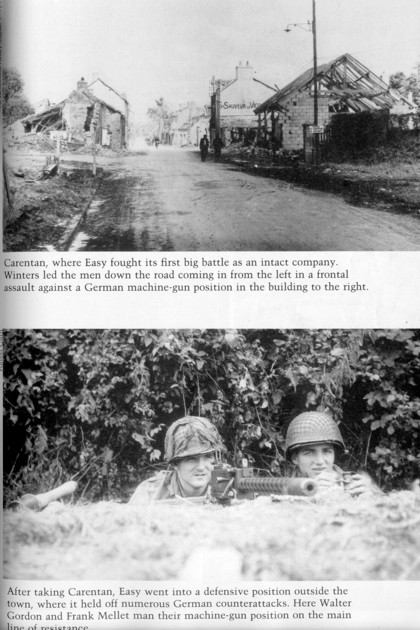 Carentan, where Easy fought its first big battle as an intact company.
Winters led the men down the road coming in from the left in a frontal
assault against a German machine-gun position in the building to the right.
After taking Carentan, Easy went into a defensive position outside the
town, where it held off numerous German counterattacks. Here Walter
Gordon and Frank Mellet man their machine-gun position on the main
line of resistance.